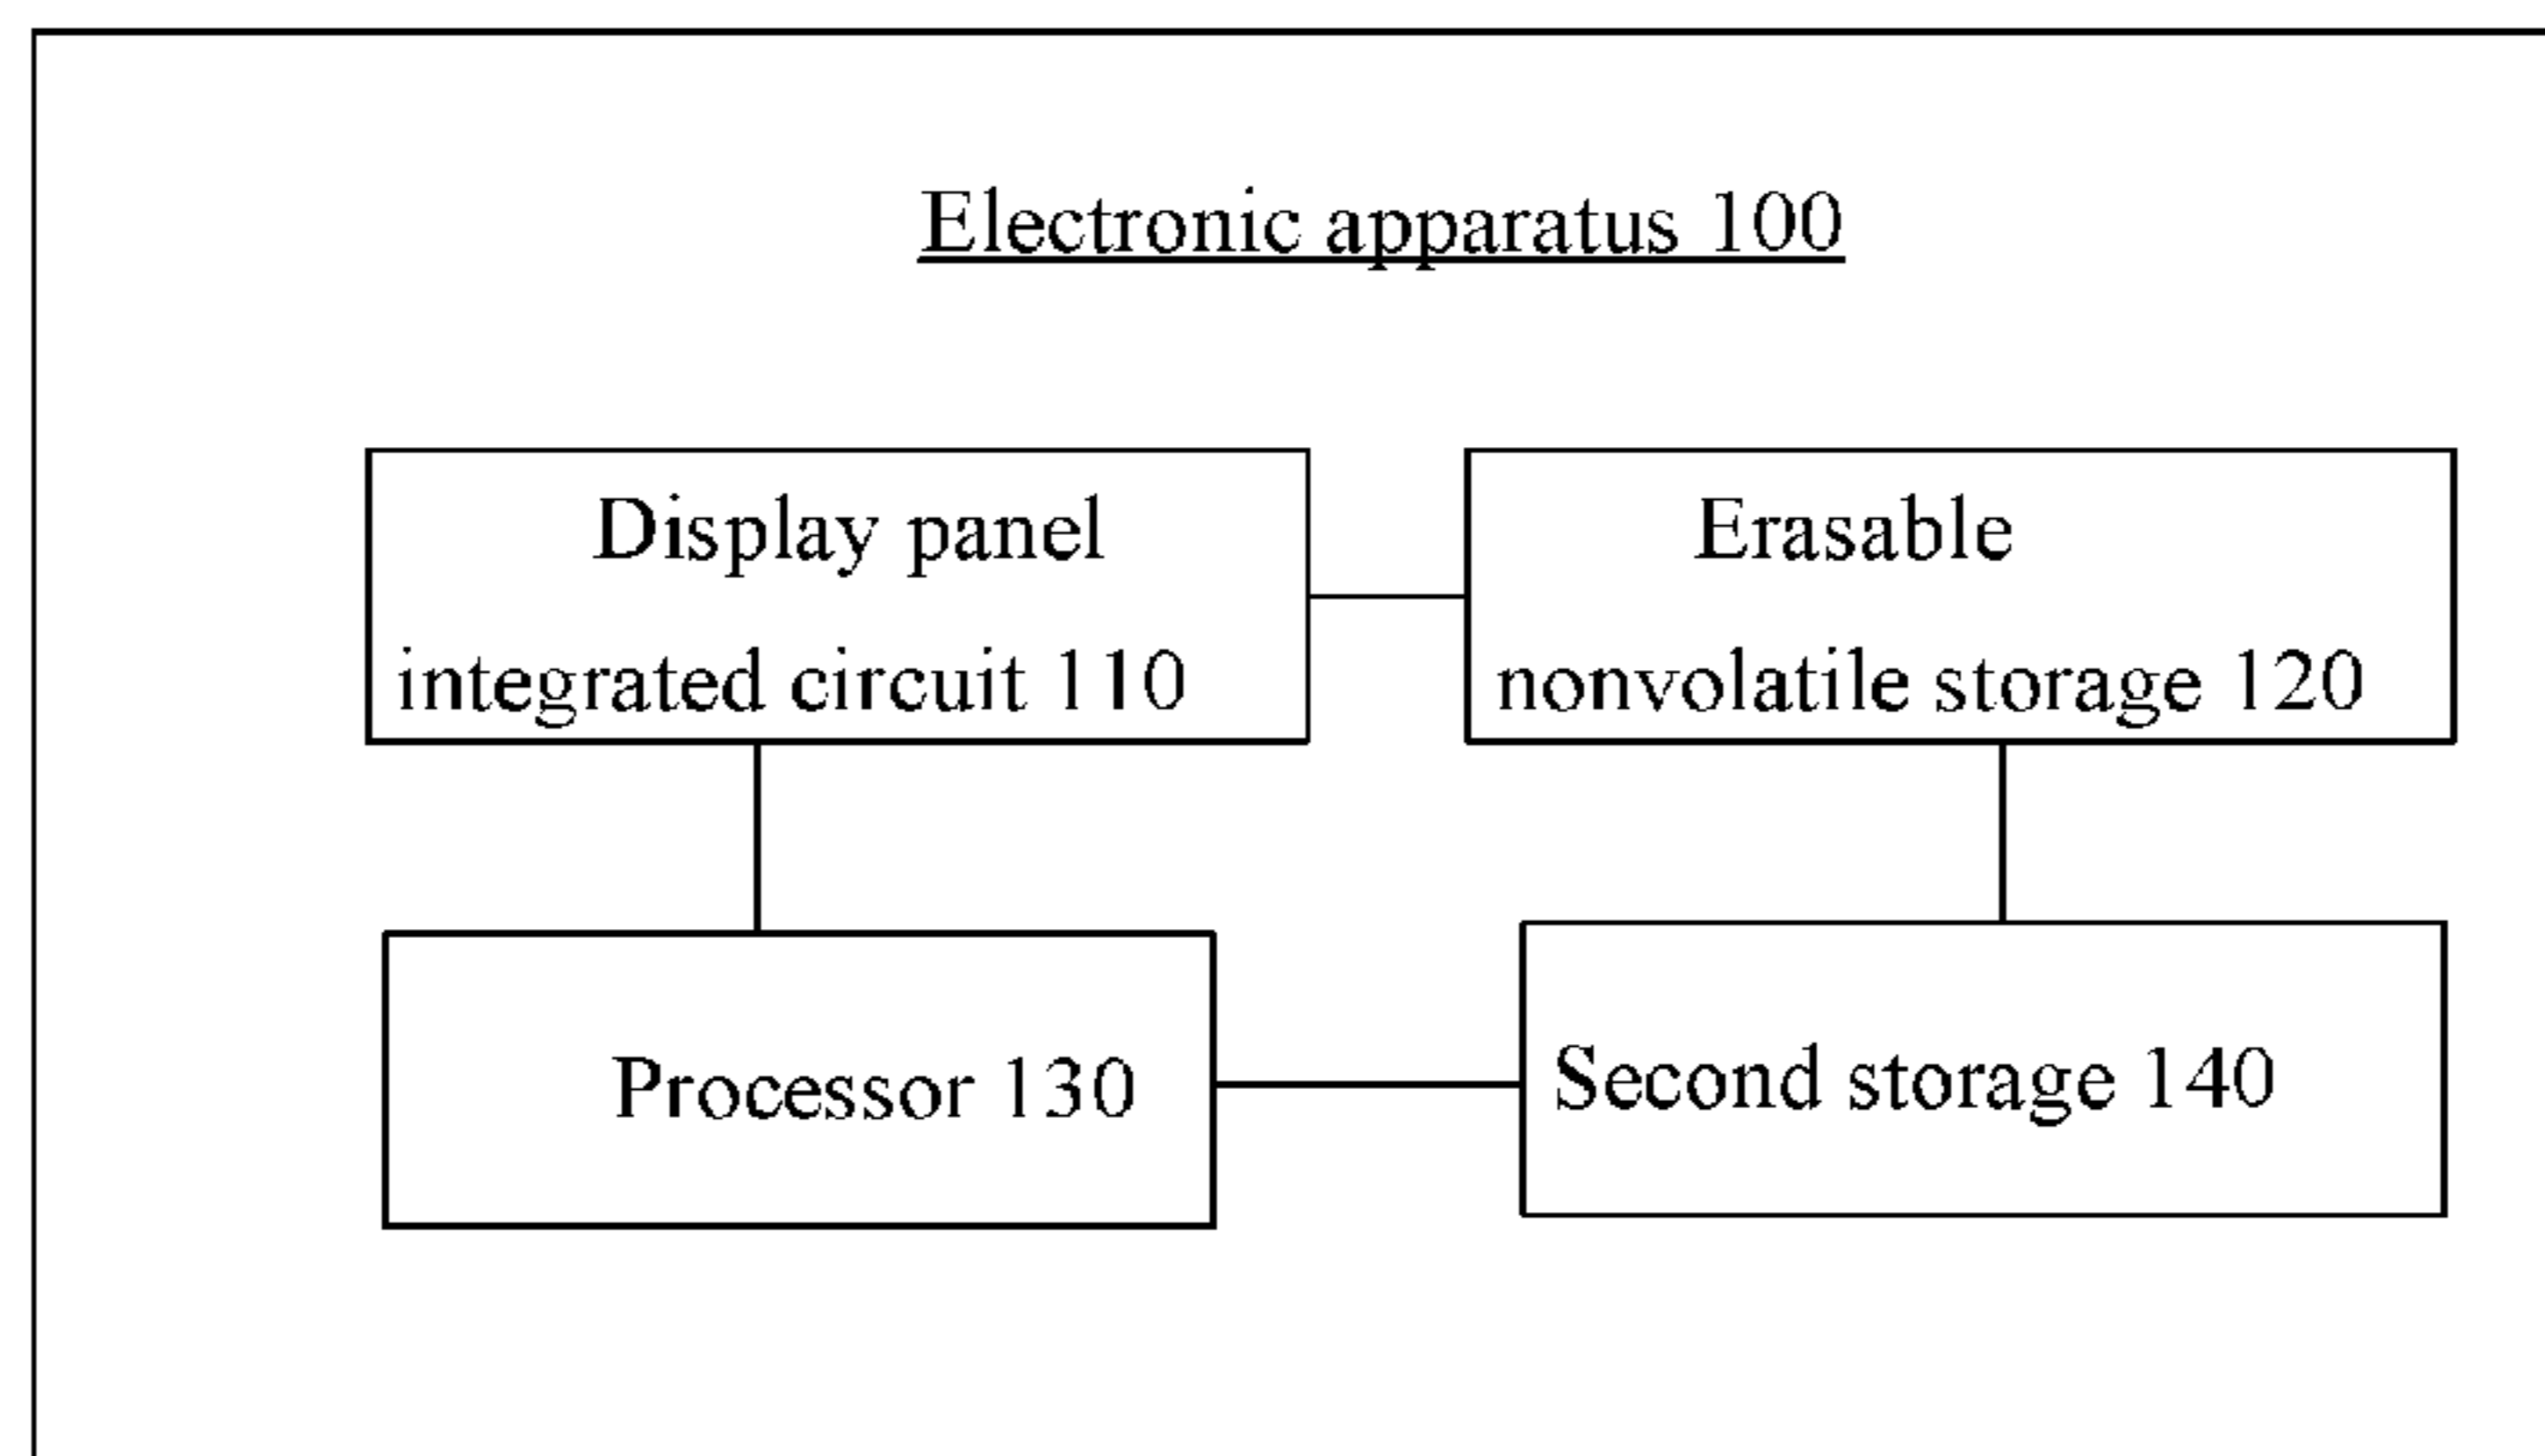 Electronic apparatus 100
Display panel
integrated circuit 110
Erasable
nonvolatile storage 120
Processor 130
Second storage 140